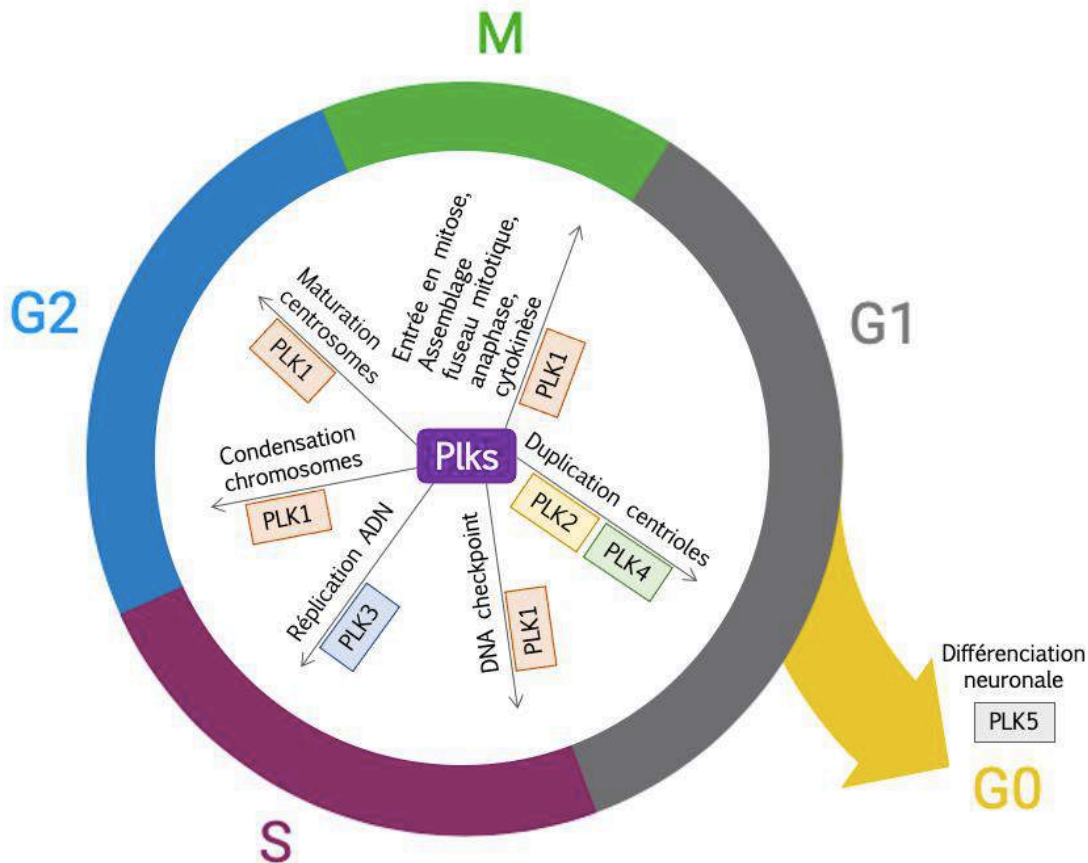 M
G2
G1
S
G0
Plks
Entrée en mitose,
Assemblage
fuseau mitotique,
anaphase,
cytokinèse
PLK1
Maturation
centrosomes
PLK1
Condensation
chromosomes
PLK1
Réplication ADN
PLK3
DNA checkpoint
PLK1
Duplication centrioles
PLK2
PLK4
Différenciation
neuronale
PLK5